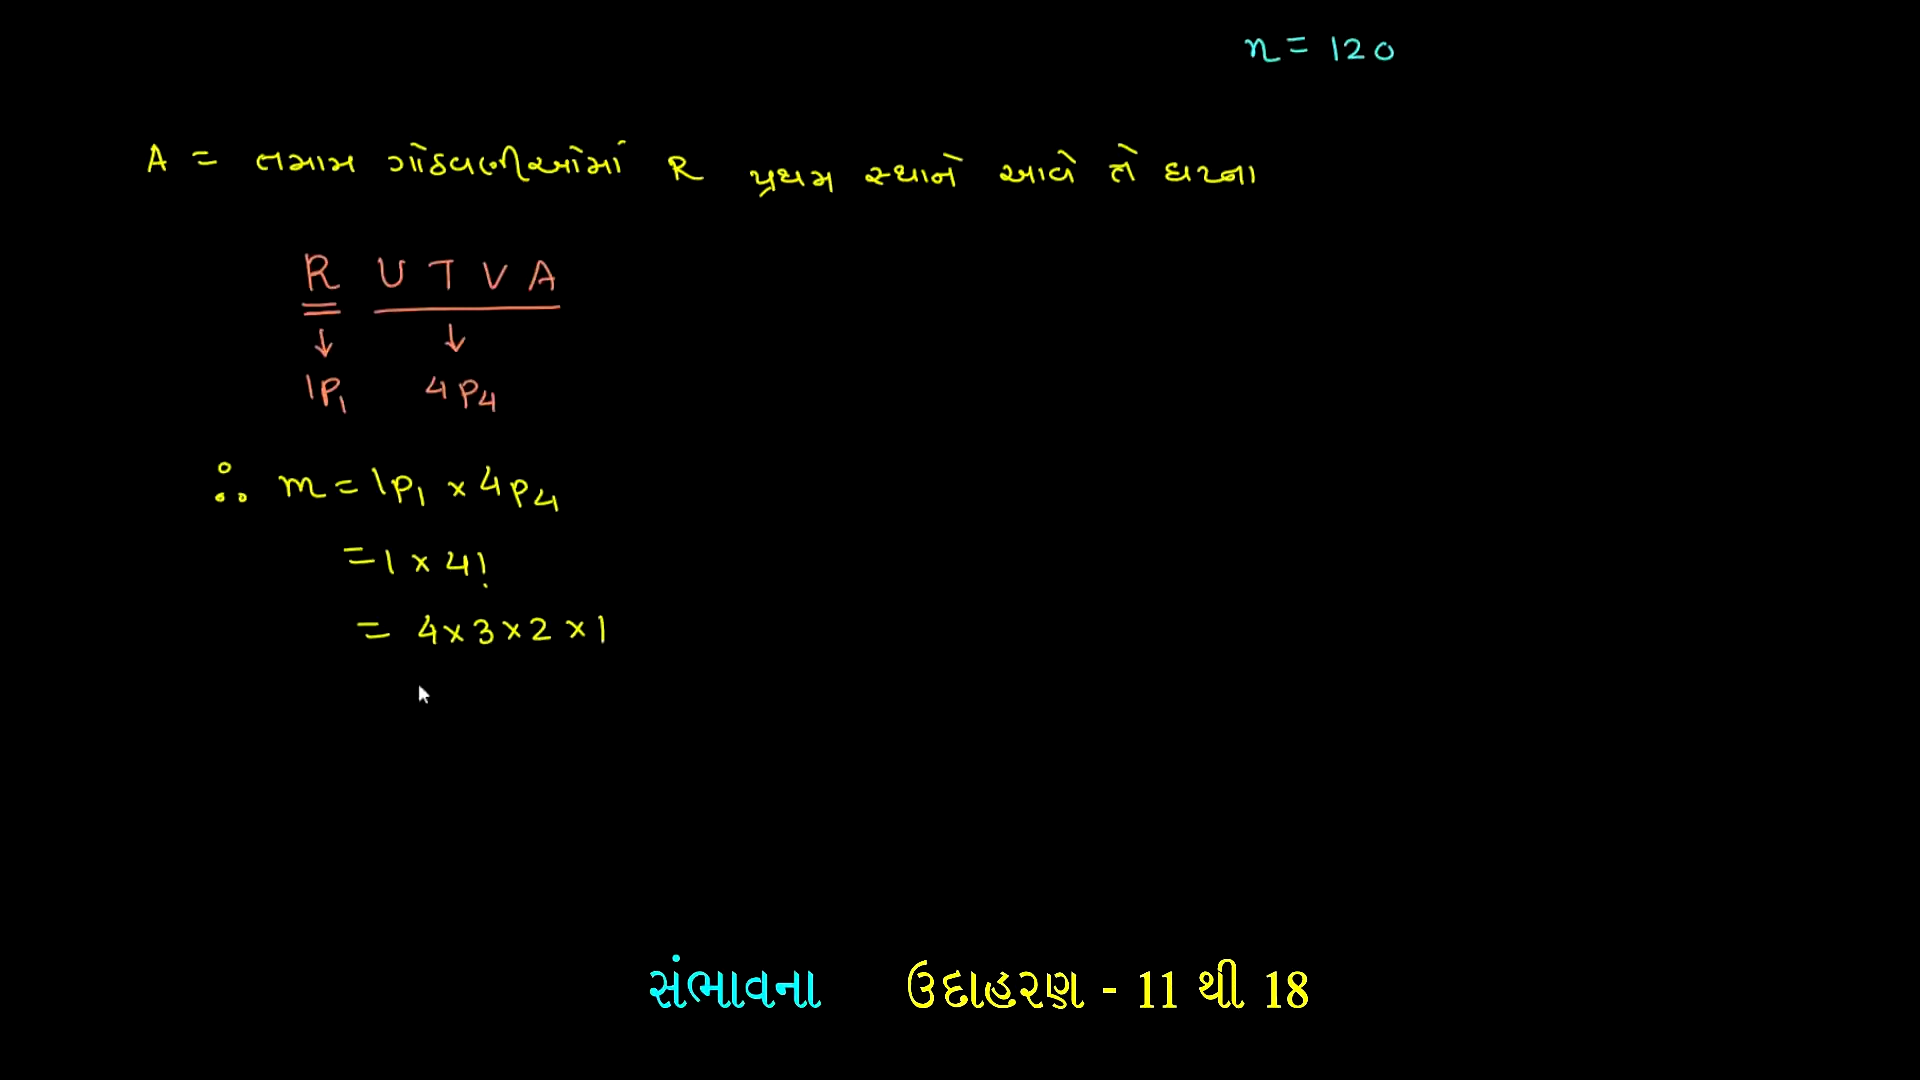 n = 120
A = તમામ ગોઠવણીઓમાં R પ્રથમ સ્થાને આવે તે ઘટના
R U T V A
↓ ↓
1P₁ 4P₄
∴ m = 1P₁ × 4P₄
= 1 × 4!
= 4 × 3 × 2 × 1
સંભાવના ઉદાહરણ - 11 થી 18